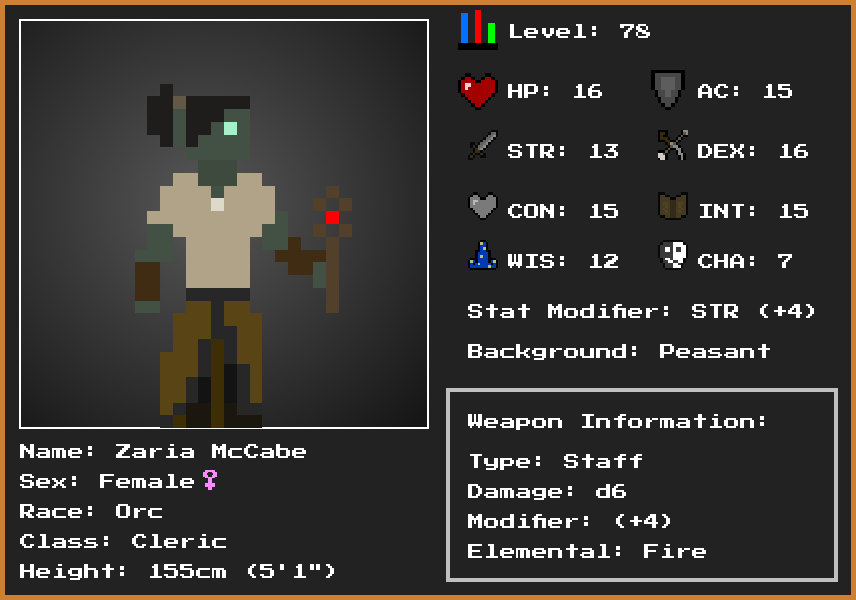 Level: 78
HP: 16
AC: 15
STR: 13
DEX: 16
CON: 15
INT: 15
WIS: 12
CHA: 7
Stat Modifier: STR (+4)
Background: Peasant
Weapon Information:
Type: Staff
Damage: d6
Modifier: (+4)
Elemental: Fire
Name: Zaria McCabe
Sex: Female♀
Race: Orc
Class: Cleric
Height: 155cm (5'1")